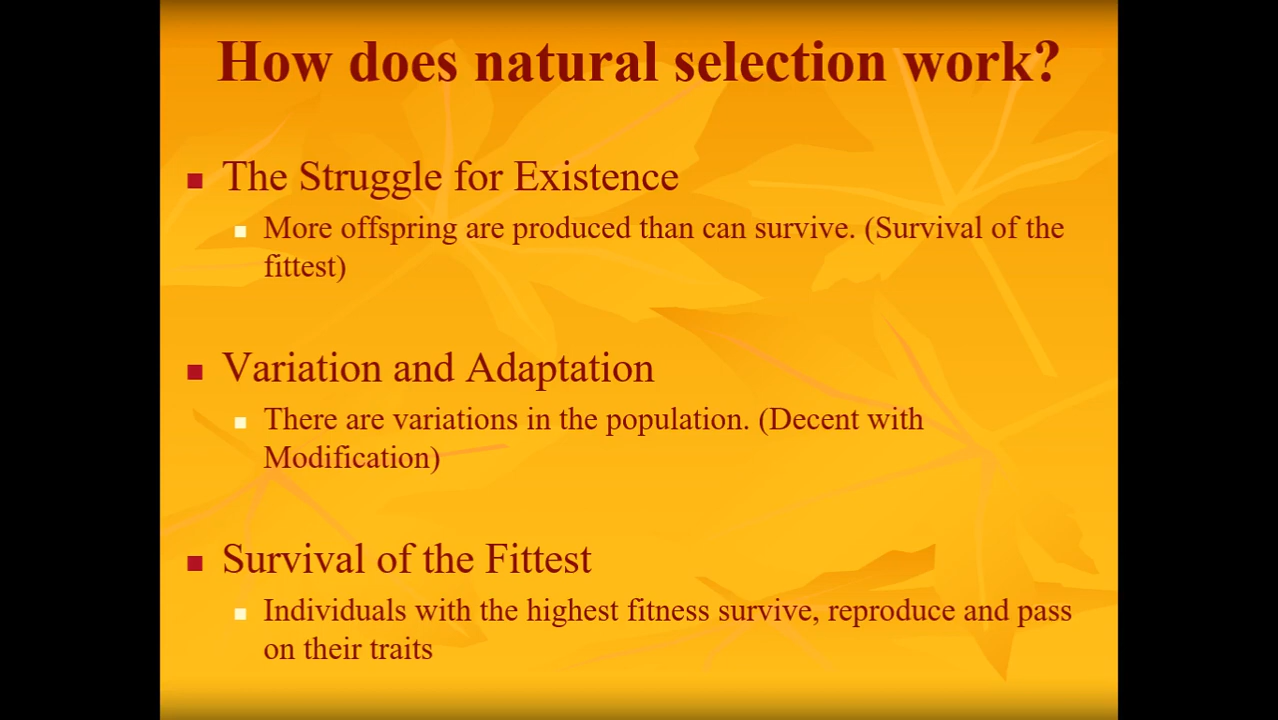 How does natural selection work?
The Struggle for Existence
More offspring are produced than can survive. (Survival of the
fittest)
Variation and Adaptation
There are variations in the population. (Decent with
Modification)
Survival of the Fittest
Individuals with the highest fitness survive, reproduce and pass
on their traits